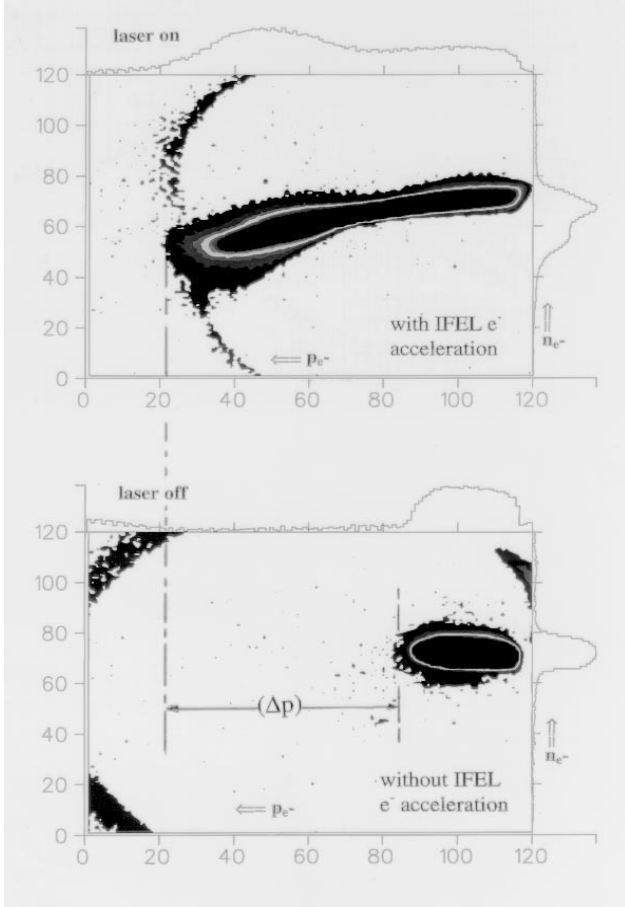 laser on
120
100
80
60
40
20
0
with IFEL e⁻
acceleration
⇐ pₑ₋
⇑
nₑ₋
0 20 40 60 80 100 120
laser off
120
100
80
60
40
20
0
(Δp)
without IFEL
e⁻ acceleration
⇐ pₑ₋
⇑
nₑ₋
0 20 40 60 80 100 120